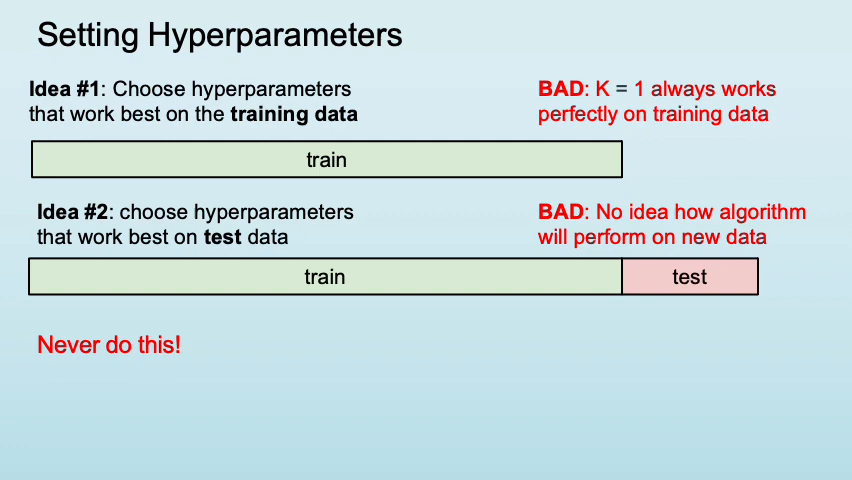 Setting Hyperparameters
Idea #1: Choose hyperparameters
that work best on the training data
BAD: K = 1 always works
perfectly on training data
train
Idea #2: choose hyperparameters
that work best on test data
BAD: No idea how algorithm
will perform on new data
train
test
Never do this!